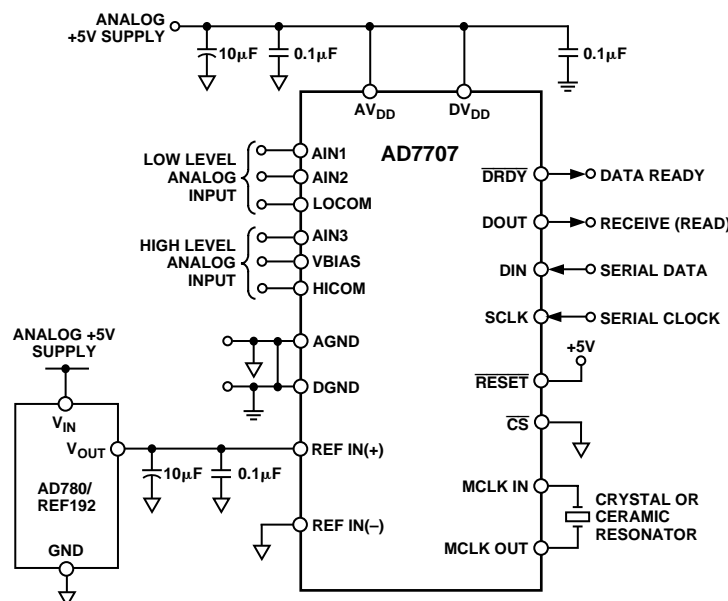 ANALOG
+5V SUPPLY
10μF
0.1μF
0.1μF
AVDD
DVDD
AD7707
LOW LEVEL
ANALOG
INPUT
AIN1
AIN2
LOCOM
HIGH LEVEL
ANALOG
INPUT
AIN3
VBIAS
HICOM
AGND
DGND
REF IN(+)
REF IN(–)
DRDY
DATA READY
DOUT
RECEIVE (READ)
DIN
SERIAL DATA
SCLK
SERIAL CLOCK
+5V
RESET
CS
MCLK IN
MCLK OUT
CRYSTAL OR
CERAMIC
RESONATOR
ANALOG +5V
SUPPLY
VIN
VOUT
AD780/
REF192
GND
10μF
0.1μF